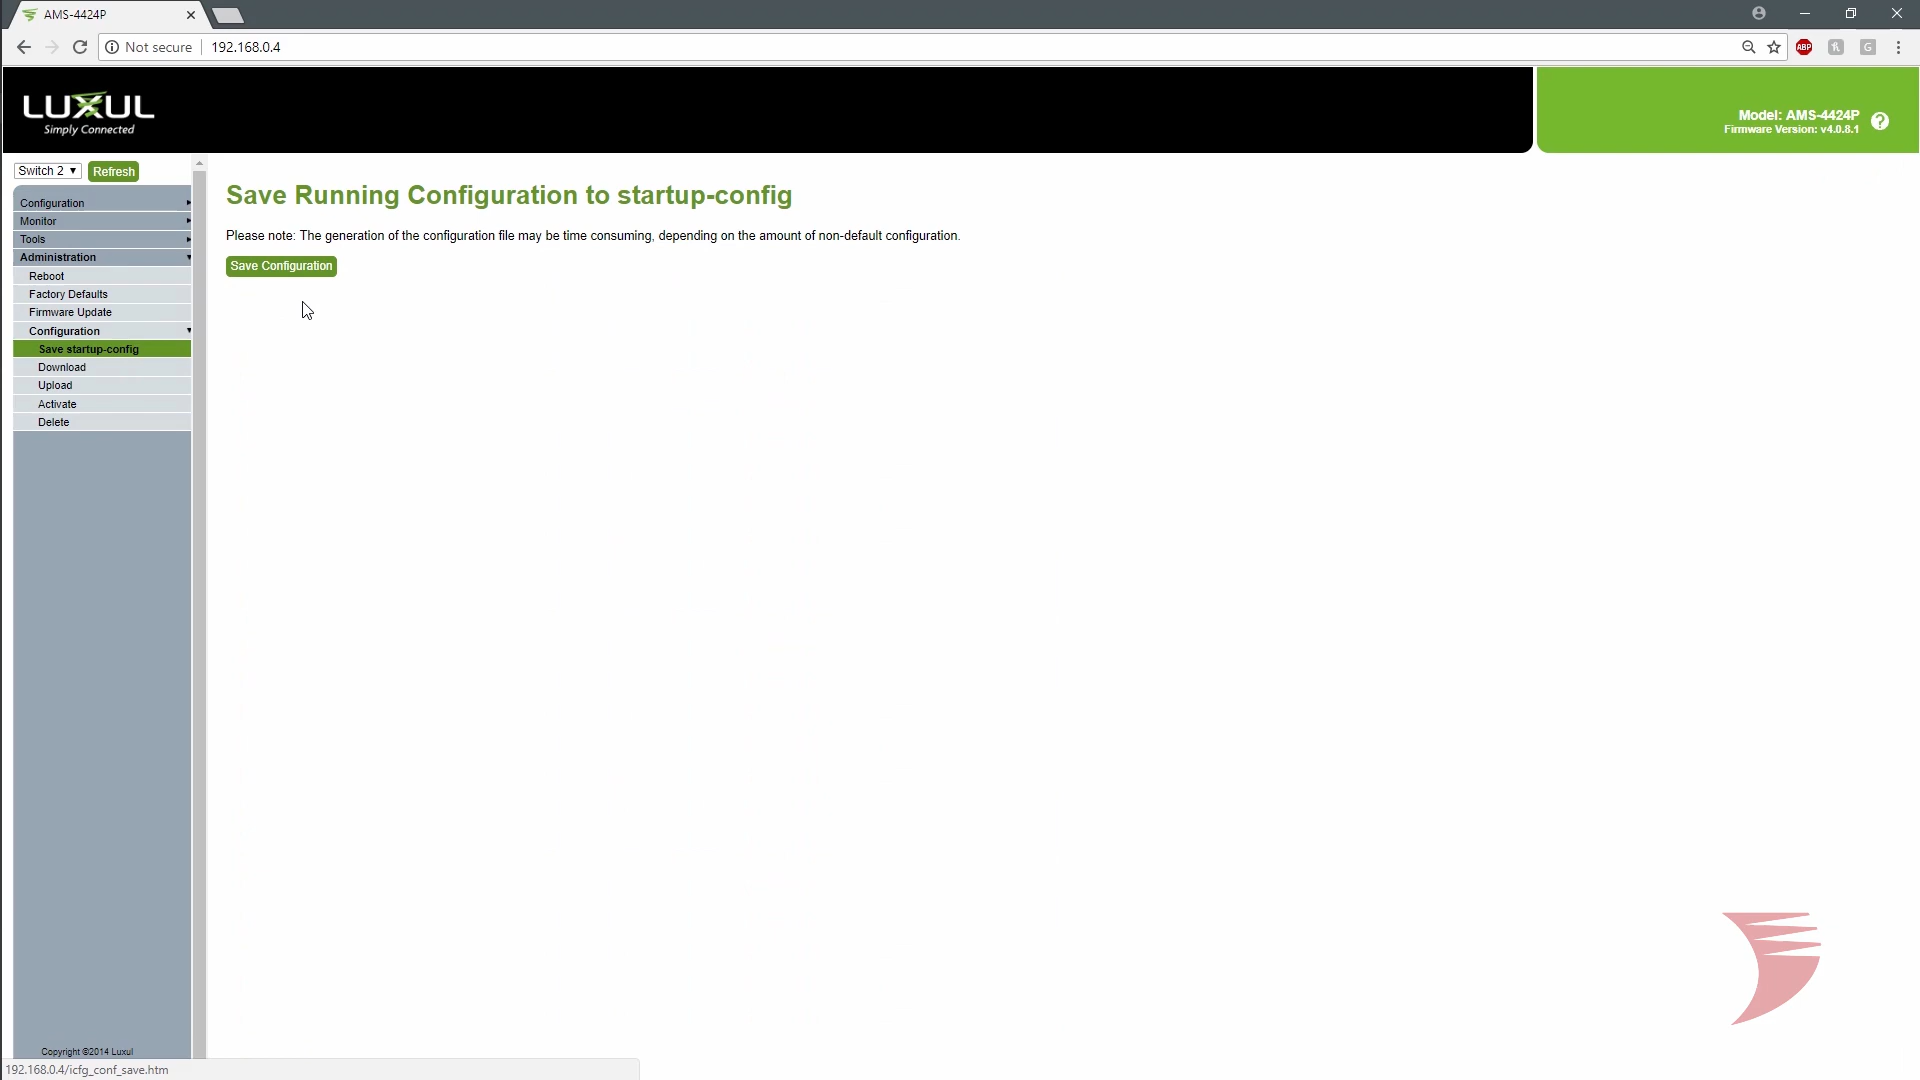 AMS-4424P
Not secure
192.168.0.4
ABP
G
LUXUL
Simply Connected
Model: AMS-4424P
Firmware Version: v4.0.8.1
?
Switch 2
Refresh
Configuration
Monitor
Tools
Administration
Reboot
Factory Defaults
Firmware Update
Configuration
Save startup-config
Download
Upload
Activate
Delete
Save Running Configuration to startup-config
Please note: The generation of the configuration file may be time consuming, depending on the amount of non-default configuration.
Save Configuration
Copyright ©2014 Luxul
192.168.0.4/icfg_conf_save.htm